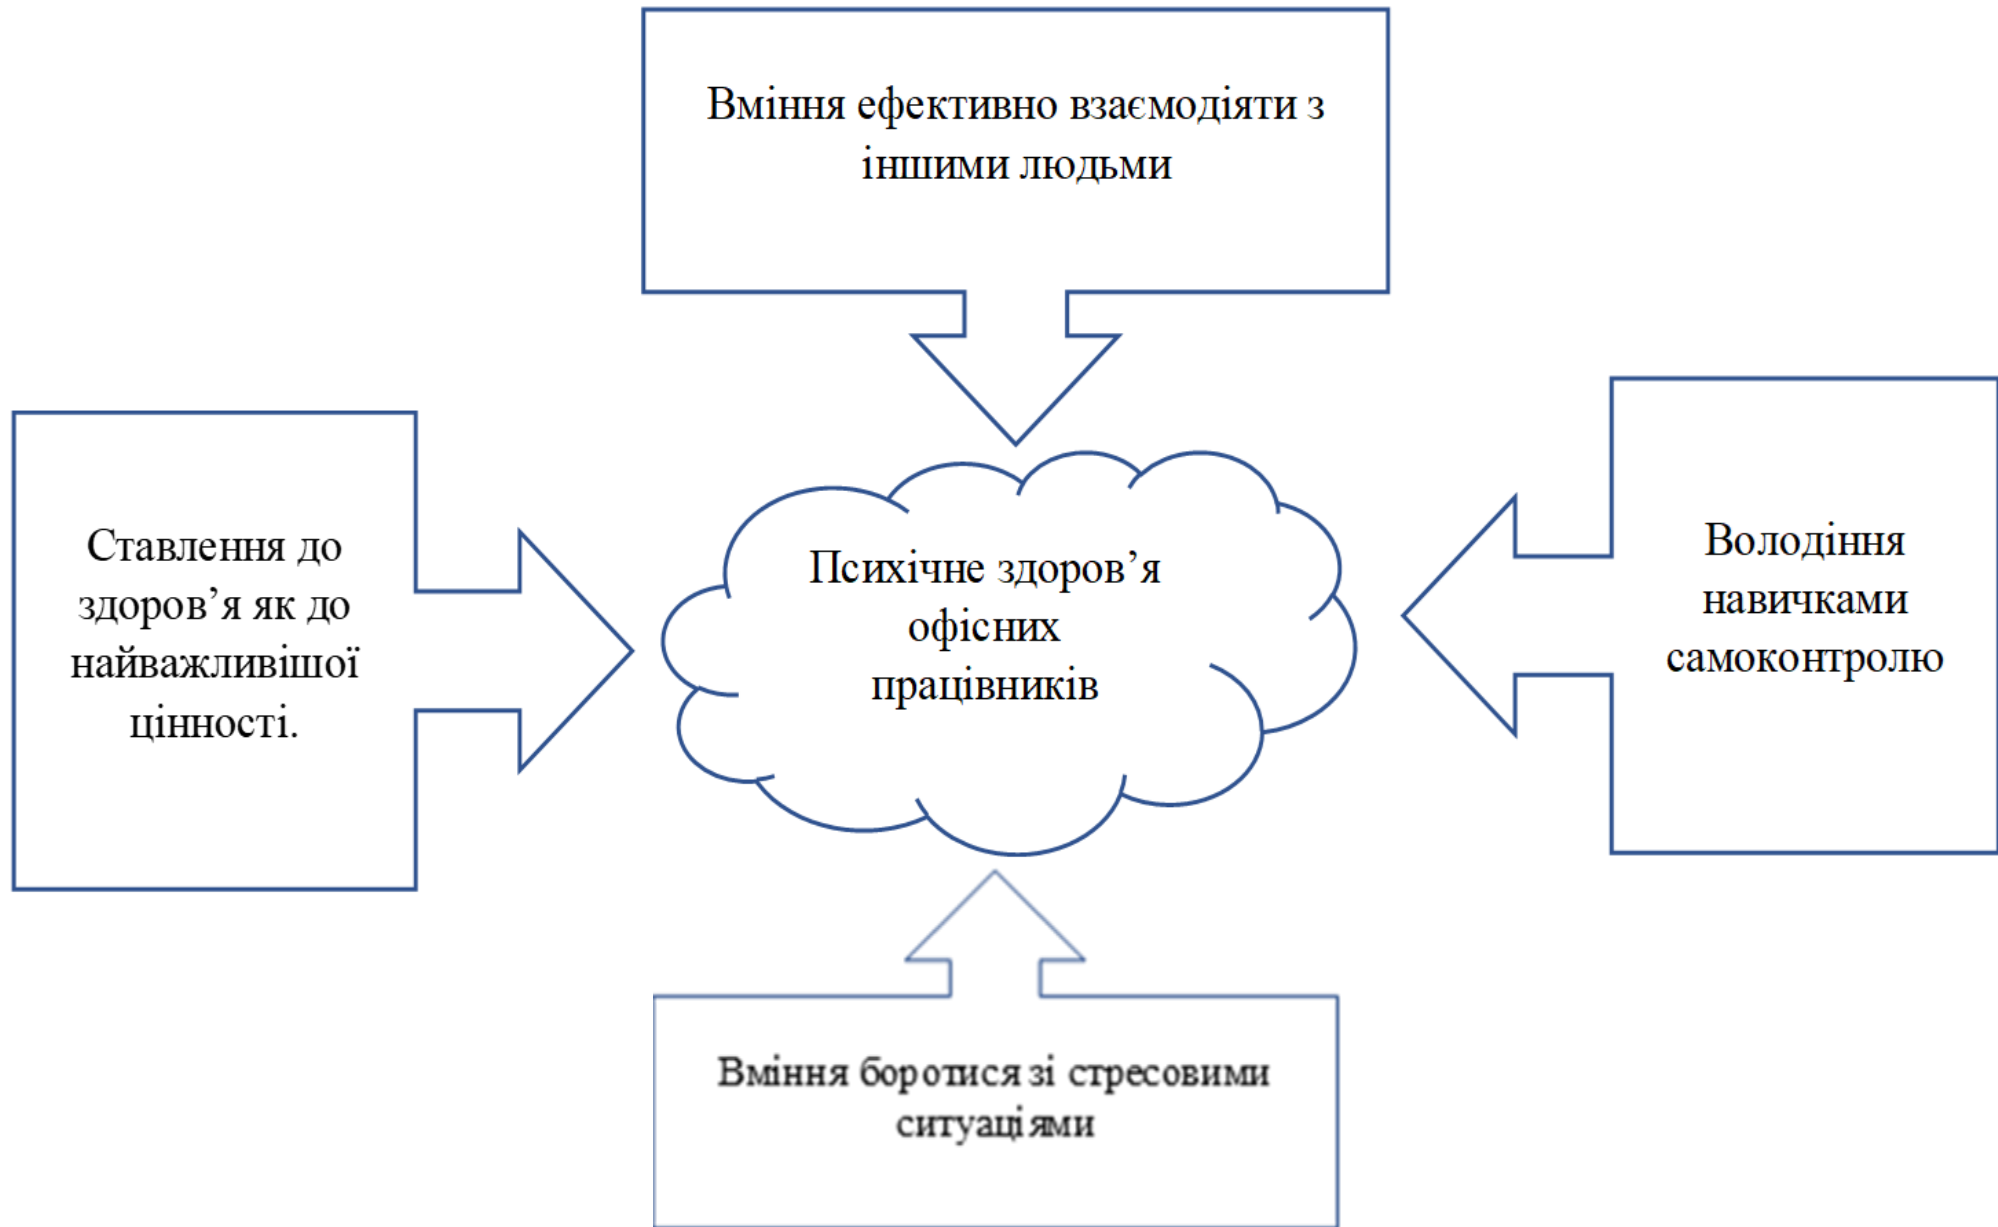 Вміння ефективно взаємодіяти з
іншими людьми
Ставлення до
здоров’я як до
найважливішої
цінності.
Психічне здоров’я
офісних
працівників
Володіння
навичками
самоконтролю
Вміння боротися зі стресовими
ситуаціями